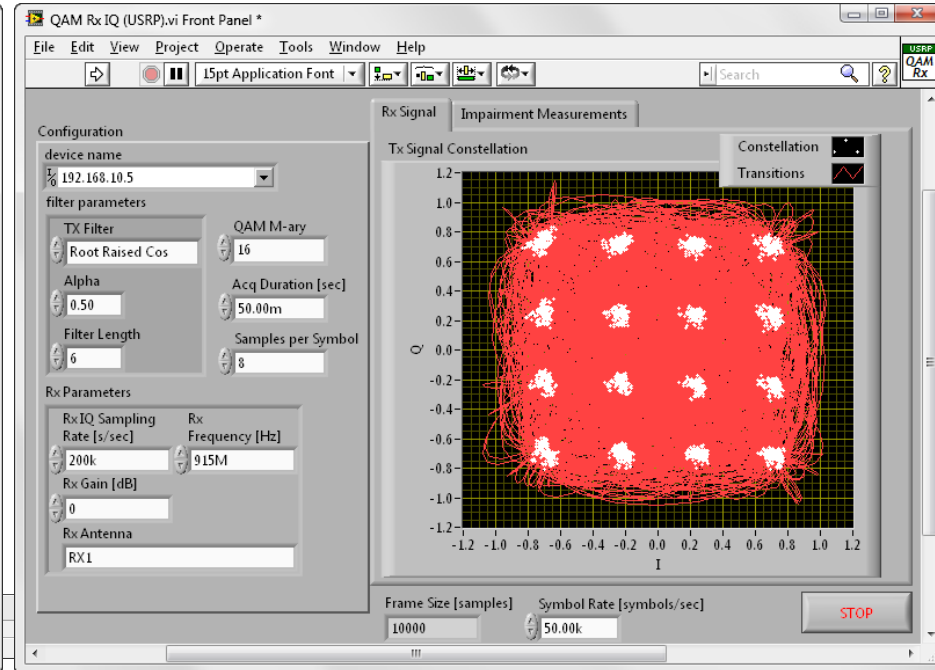 QAM Rx IQ (USRP).vi Front Panel *
File Edit View Project Operate Tools Window Help
15pt Application Font
Search
?
USRP
QAM
Rx
Configuration
device name
I/O 192.168.10.5
filter parameters
TX Filter
Root Raised Cos
Alpha
0.50
Filter Length
6
QAM M-ary
16
Acq Duration [sec]
50.00m
Samples per Symbol
8
Rx Parameters
Rx IQ Sampling
Rate [s/sec]
200k
Rx
Frequency [Hz]
915M
Rx Gain [dB]
0
Rx Antenna
RX1
Rx Signal Impairment Measurements
Tx Signal Constellation
Constellation
Transitions
1.2
1.0
0.8
0.6
0.4
0.2
0.0
-0.2
-0.4
-0.6
-0.8
-1.0
-1.2
Q
-1.2 -1.0 -0.8 -0.6 -0.4 -0.2 0.0 0.2 0.4 0.6 0.8 1.0 1.2
I
Frame Size [samples]
10000
Symbol Rate [symbols/sec]
50.00k
STOP